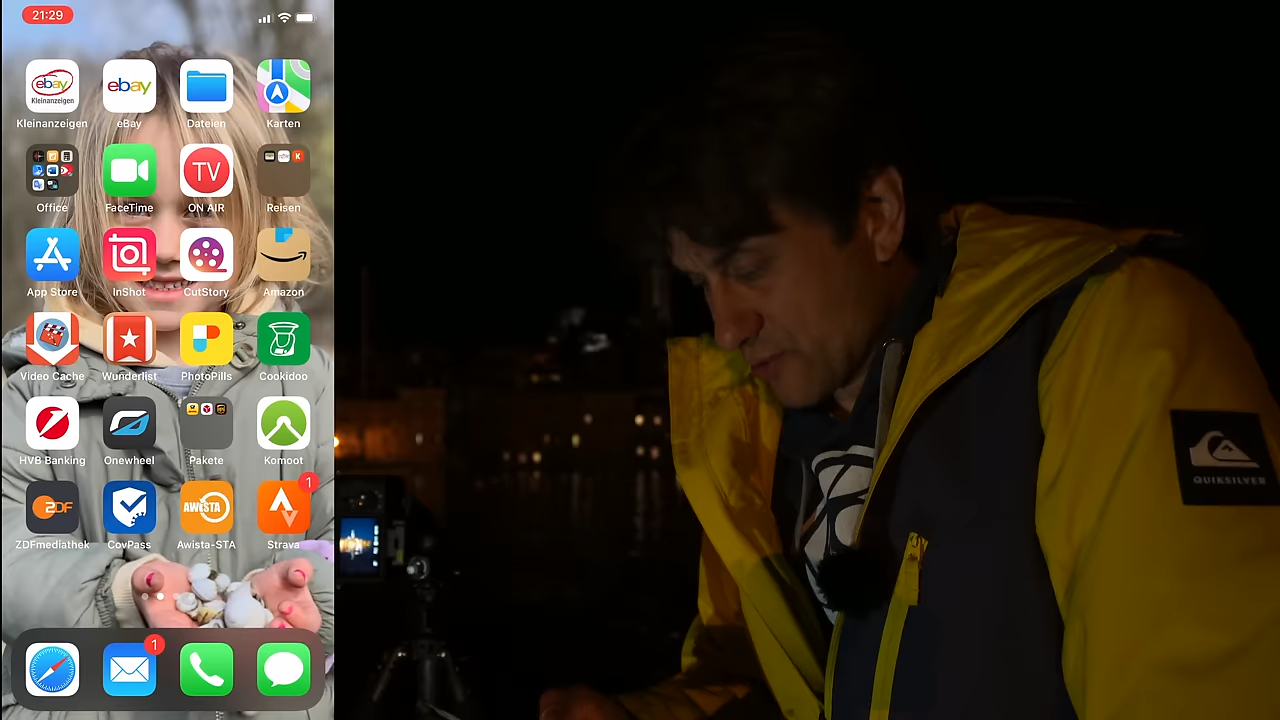 21:29
ebay
Kleinanzeigen
ebay
Kleinanzeigen
eBay
Dateien
Karten
TV
Office
FaceTime
ON AIR
Reisen
App Store
InShot
CutStory
Amazon
Video Cache
Wunderlist
PhotoPills
Cookidoo
HVB Banking
Onewheel
Pakete
Komoot
ZDF
AWISTA
1
ZDFmediathek
CovPass
Awista-STA
Strava
1
QUIKSILVER